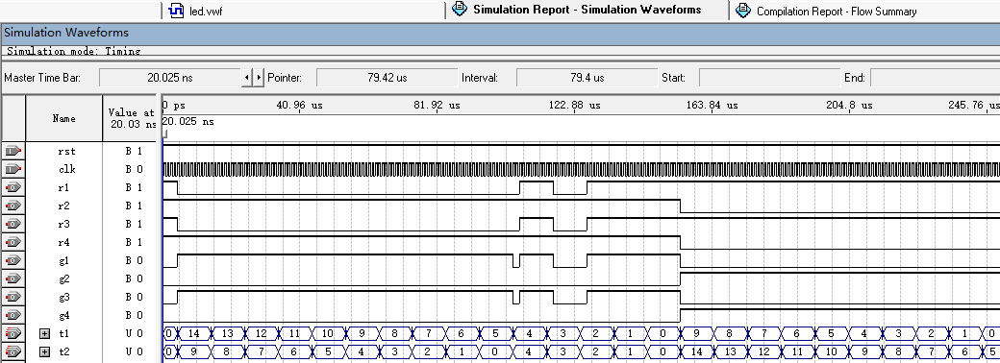 led.vwf
Simulation Report - Simulation Waveforms
Compilation Report - Flow Summary
Simulation Waveforms
Simulation mode: Timing
Master Time Bar: 20.025 ns Pointer: 79.42 us Interval: 79.4 us Start: End:
Name Value at 20.03 ns
0 ps 40.96 us 81.92 us 122.88 us 163.84 us 204.8 us 245.76 us
20.025 ns
rst B 1
clk B 0
r1 B 1
r2 B 1
r3 B 1
r4 B 1
g1 B 0
g2 B 0
g3 B 0
g4 B 0
t1 U 0 0 14 13 12 11 10 9 8 7 6 5 4 3 2 1 0 9 8 7 6 5 4 3 2 1 0
t2 U 0 0 9 8 7 6 5 4 3 2 1 0 4 3 2 1 0 14 13 12 11 10 9 8 7 6 5